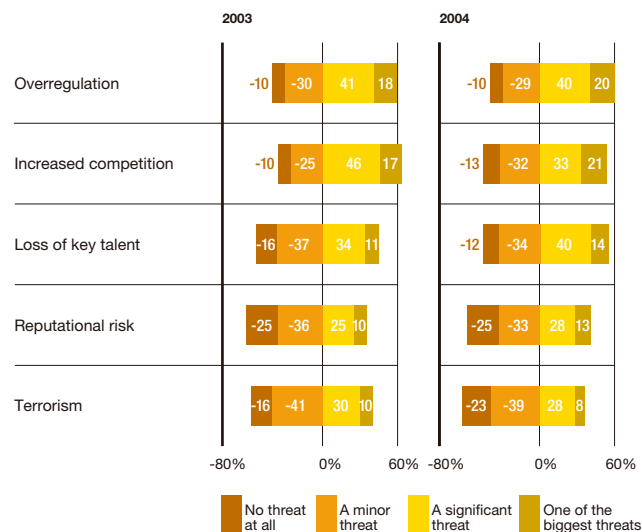 2003 2004
Overregulation -10 -30 41 18 -10 -29 40 20
Increased competition -10 -25 46 17 -13 -32 33 21
Loss of key talent -16 -37 34 11 -12 -34 40 14
Reputational risk -25 -36 25 10 -25 -33 28 13
Terrorism -16 -41 30 10 -23 -39 28 8
-80% 0% 60% -80% 0% 60%
No threat A minor A significant One of the
at all threat threat biggest threats